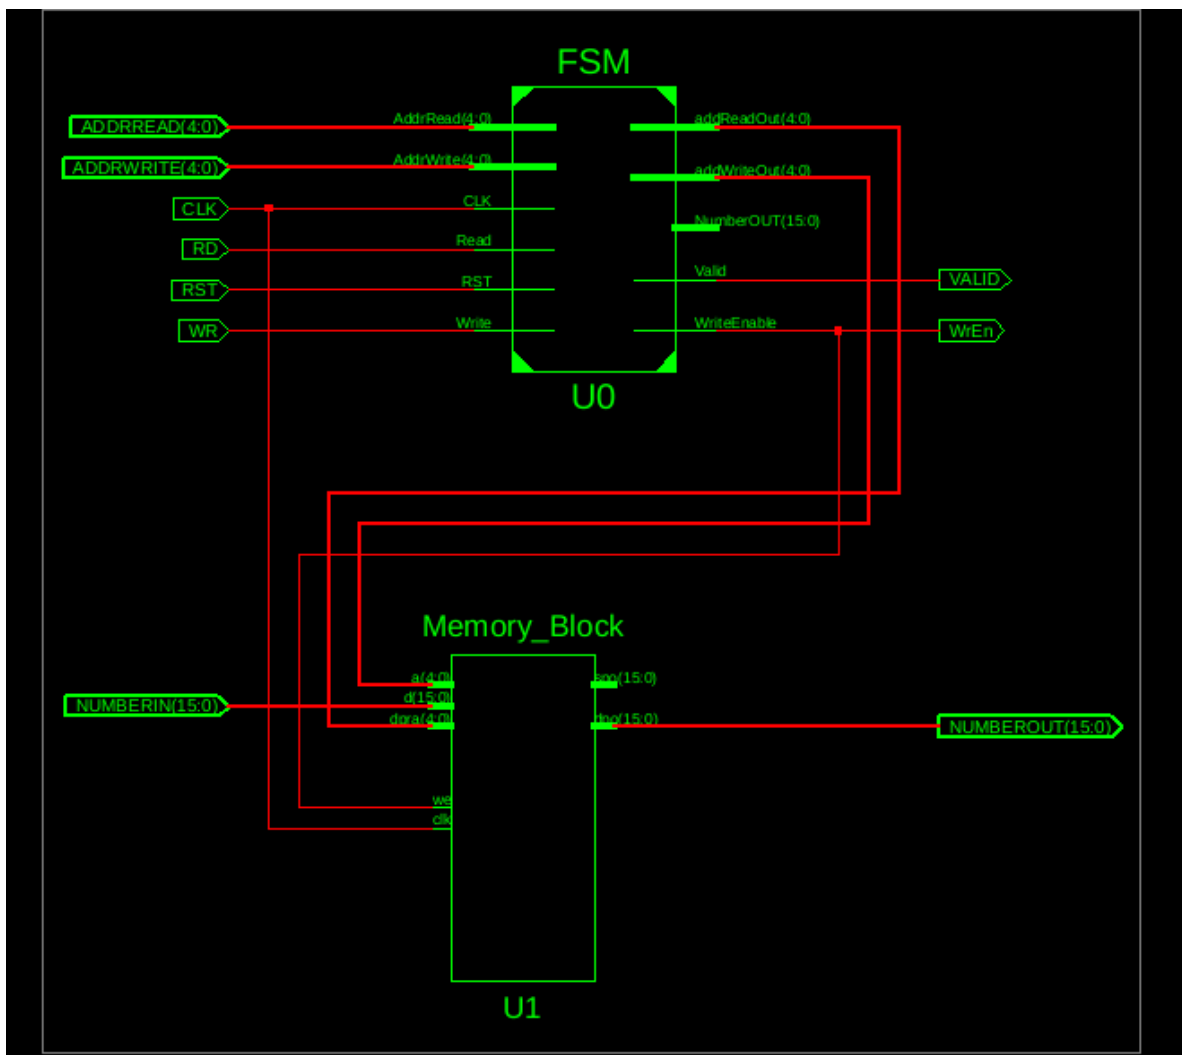 FSM
ADDRREAD(4:0)
AddrRead(4:0)
addReadOut(4:0)
ADDRWRITE(4:0)
AddrWrite(4:0)
addWriteOut(4:0)
CLK
CLK
NumberOUT(15:0)
RD
Read
RST
RST
Valid
VALID
WR
Write
WriteEnable
WrEn
U0
Memory_Block
a(4:0)
spo(15:0)
d(15:0)
NUMBERIN(15:0)
dpra(4:0)
dpo(15:0)
NUMBEROUT(15:0)
we
clk
U1